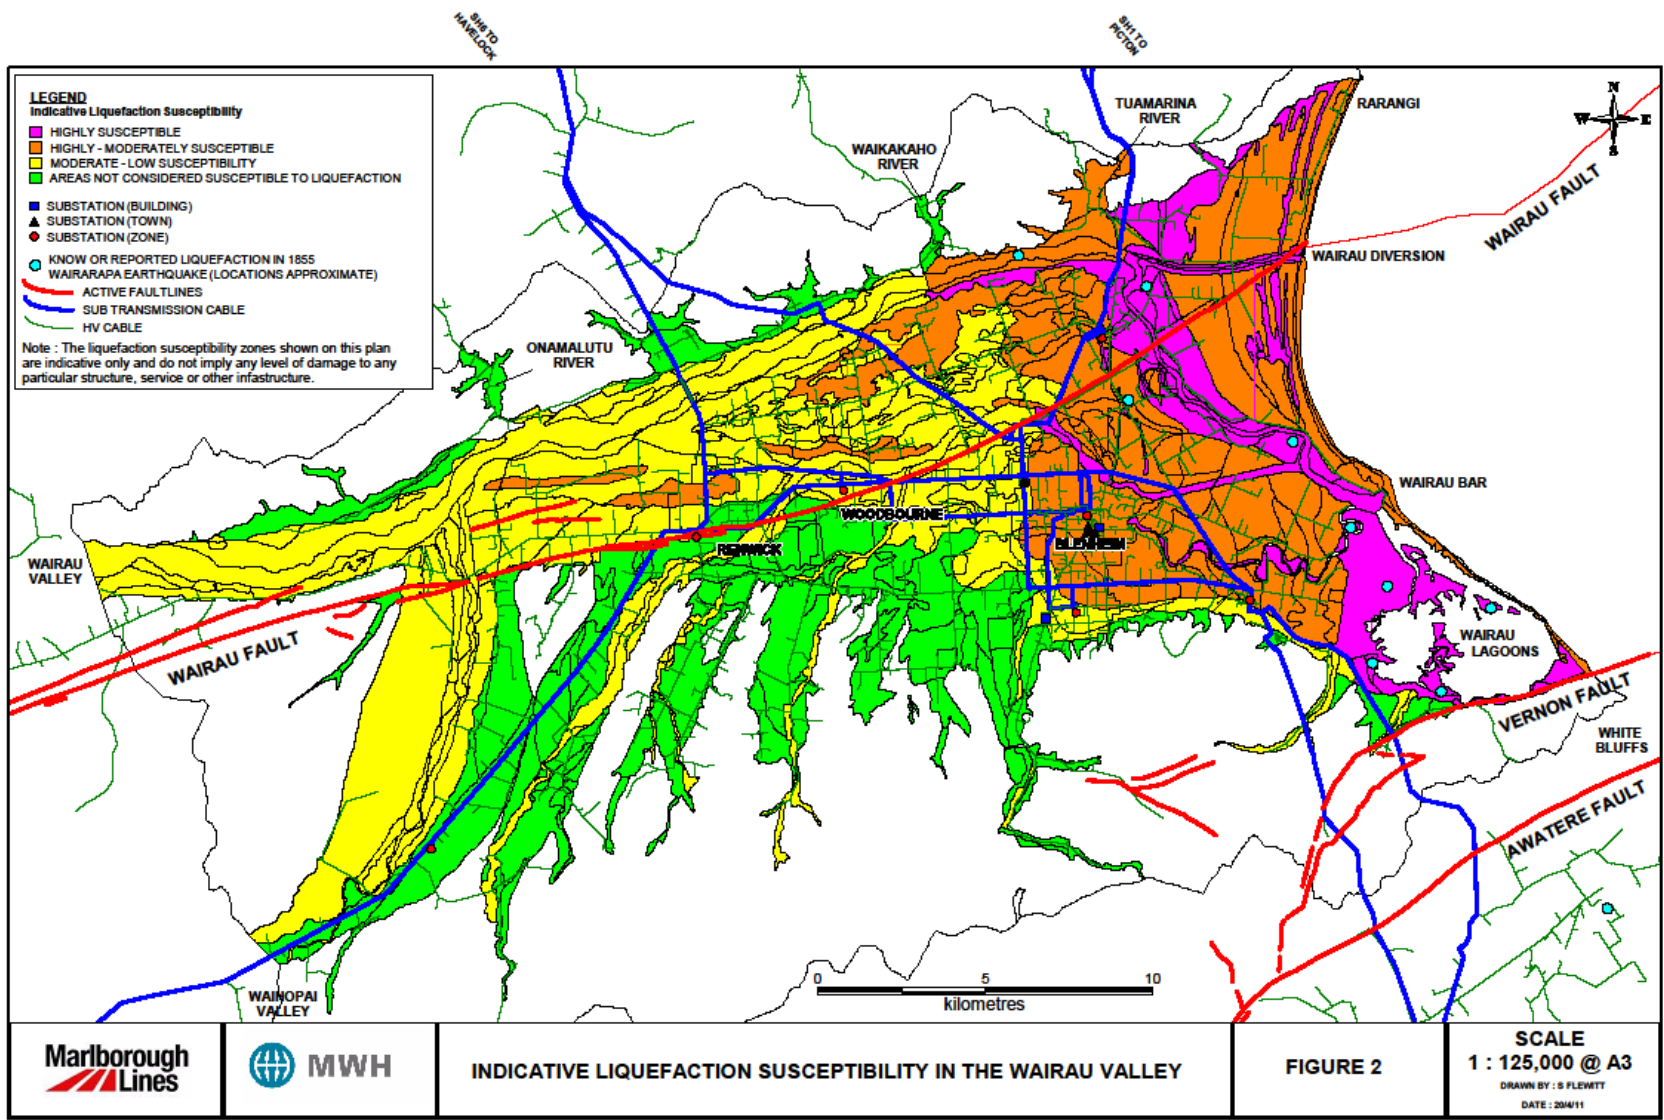 SH6 TO
HAVELOCK
SH1 TO
PICTON
LEGEND
Indicative Liquefaction Susceptibility
HIGHLY SUSCEPTIBLE
HIGHLY - MODERATELY SUSCEPTIBLE
MODERATE - LOW SUSCEPTIBILITY
AREAS NOT CONSIDERED SUSCEPTIBLE TO LIQUEFACTION
SUBSTATION (BUILDING)
SUBSTATION (TOWN)
SUBSTATION (ZONE)
KNOW OR REPORTED LIQUEFACTION IN 1855
WAIRARAPA EARTHQUAKE (LOCATIONS APPROXIMATE)
ACTIVE FAULTLINES
SUB TRANSMISSION CABLE
HV CABLE
Note : The liquefaction susceptibility zones shown on this plan
are indicative only and do not imply any level of damage to any
particular structure, service or other infastructure.
TUAMARINA
RIVER
RARANGI
N
W E
S
WAIKAKAHO
RIVER
WAIRAU FAULT
WAIRAU DIVERSION
ONAMALUTU
RIVER
WAIRAU BAR
WOODBOURNE
RENWICK
BLENHEIM
WAIRAU
VALLEY
WAIRAU FAULT
WAIRAU
LAGOONS
VERNON FAULT
WHITE
BLUFFS
AWATERE FAULT
WAIHOPAI
VALLEY
0 5 10
kilometres
Marlborough
Lines
MWH
INDICATIVE LIQUEFACTION SUSCEPTIBILITY IN THE WAIRAU VALLEY
FIGURE 2
SCALE
1 : 125,000 @ A3
DRAWN BY : S FLEWITT
DATE : 20/4/11